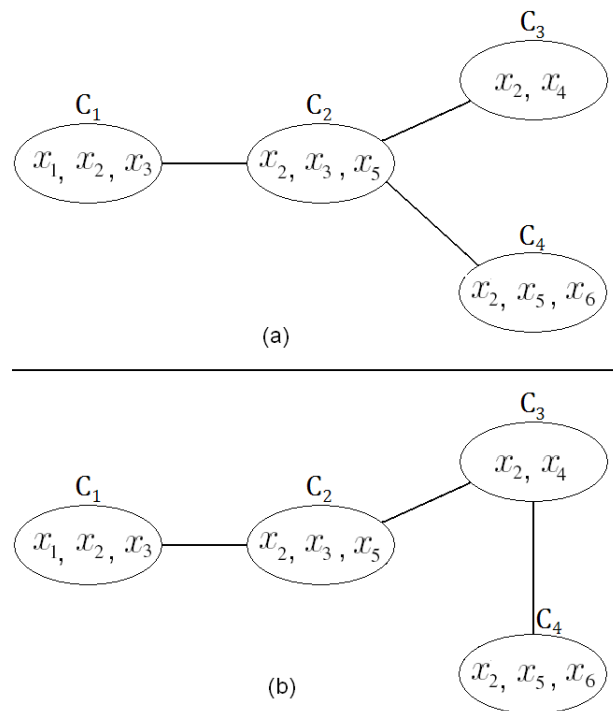 C₃
x₂, x₄
C₁
x₁, x₂, x₃
C₂
x₂, x₃, x₅
C₄
x₂, x₅, x₆
(a)
C₃
x₂, x₄
C₁
x₁, x₂, x₃
C₂
x₂, x₃, x₅
C₄
x₂, x₅, x₆
(b)